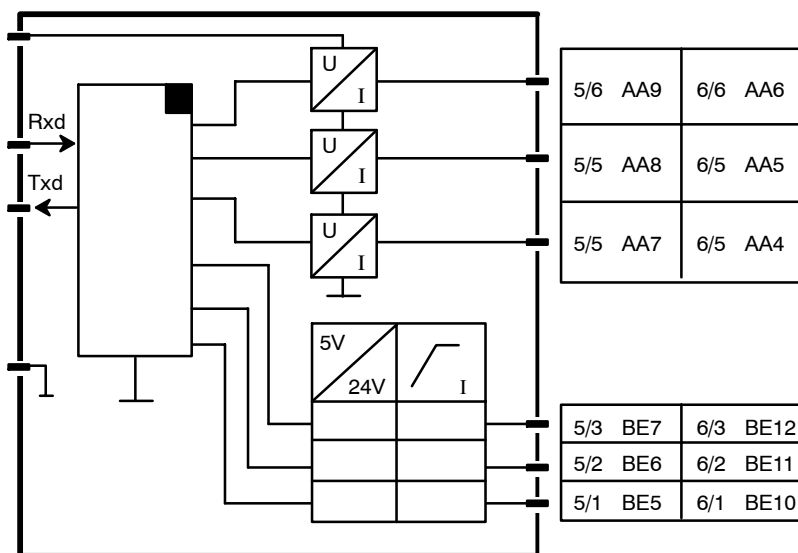 U
I
5/6 AA9 6/6 AA6
Rxd
U
I
5/5 AA8 6/5 AA5
Txd
U
I
5/5 AA7 6/5 AA4
5V
24V I
5/3 BE7 6/3 BE12
5/2 BE6 6/2 BE11
5/1 BE5 6/1 BE10